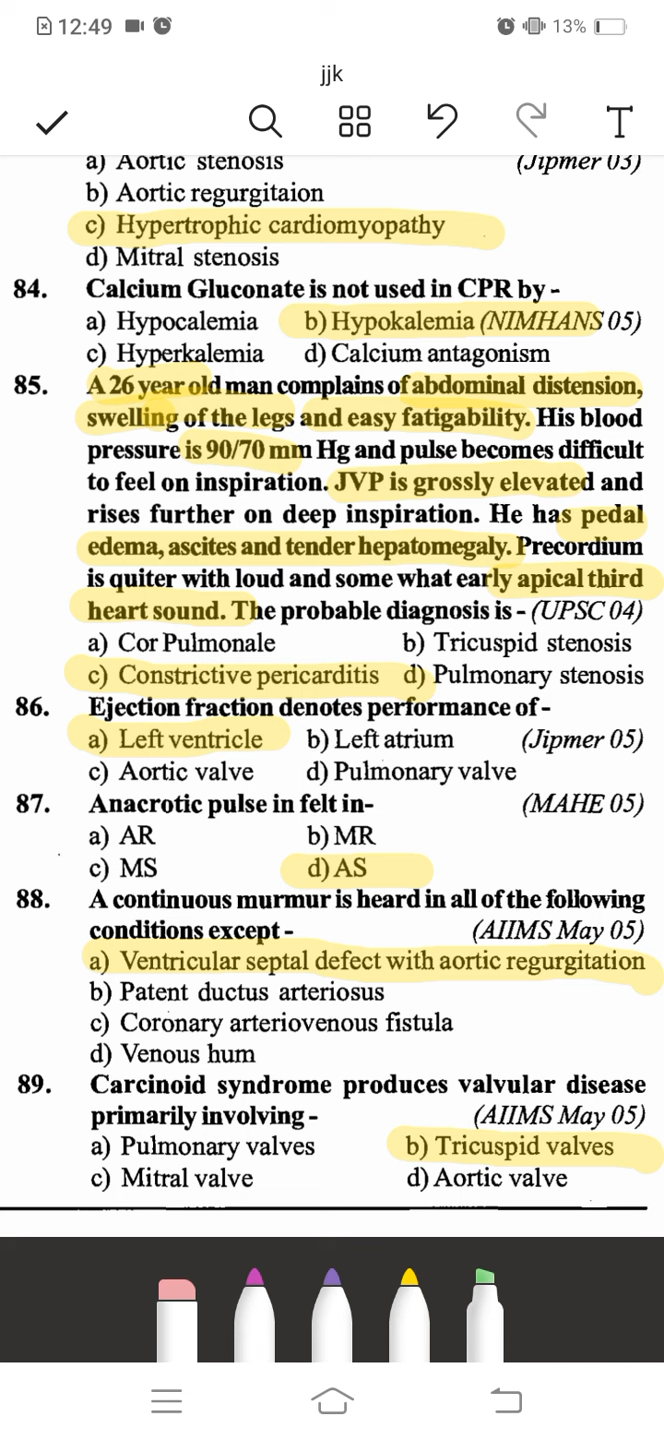 12:49
13%
jjk
T
a) Aortic stenosis (Jipmer 03)
b) Aortic regurgitaion
c) Hypertrophic cardiomyopathy
d) Mitral stenosis
84. Calcium Gluconate is not used in CPR by -
a) Hypocalemia b) Hypokalemia (NIMHANS 05)
c) Hyperkalemia d) Calcium antagonism
85. A 26 year old man complains of abdominal distension,
swelling of the legs and easy fatigability. His blood
pressure is 90/70 mm Hg and pulse becomes difficult
to feel on inspiration. JVP is grossly elevated and
rises further on deep inspiration. He has pedal
edema, ascites and tender hepatomegaly. Precordium
is quiter with loud and some what early apical third
heart sound. The probable diagnosis is - (UPSC 04)
a) Cor Pulmonale b) Tricuspid stenosis
c) Constrictive pericarditis d) Pulmonary stenosis
86. Ejection fraction denotes performance of -
a) Left ventricle b) Left atrium (Jipmer 05)
c) Aortic valve d) Pulmonary valve
87. Anacrotic pulse in felt in- (MAHE 05)
a) AR b) MR
c) MS d) AS
88. A continuous murmur is heard in all of the following
conditions except - (AIIMS May 05)
a) Ventricular septal defect with aortic regurgitation
b) Patent ductus arteriosus
c) Coronary arteriovenous fistula
d) Venous hum
89. Carcinoid syndrome produces valvular disease
primarily involving - (AIIMS May 05)
a) Pulmonary valves b) Tricuspid valves
c) Mitral valve d) Aortic valve